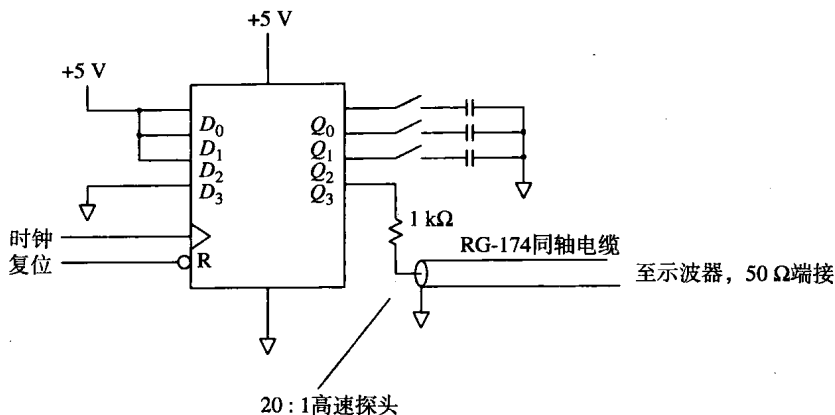 +5 V
+5 V
D₀
D₁
D₂
D₃
Q₀
Q₁
Q₂
Q₃
1 kΩ
时钟
复位
R
RG-174同轴电缆
至示波器，50 Ω端接
20 : 1高速探头